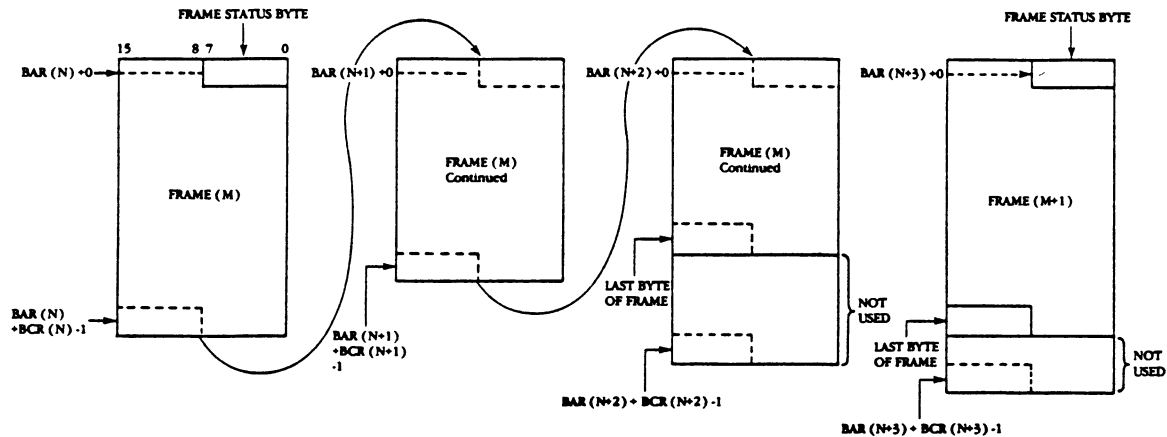 FRAME STATUS BYTE
15 8 7 0
BAR (N) +0
FRAME (M)
BAR (N)
+BCR (N) -1
BAR (N+1) +0
FRAME (M)
Continued
BAR (N+1)
+BCR (N+1)
-1
BAR (N+2) +0
FRAME (M)
Continued
LAST BYTE
OF FRAME
NOT
USED
BAR (N+2) + BCR (N+2) -1
FRAME STATUS BYTE
BAR (N+3) +0
FRAME (M+1)
LAST BYTE
OF FRAME
NOT
USED
BAR (N+3) + BCR (N+3) -1